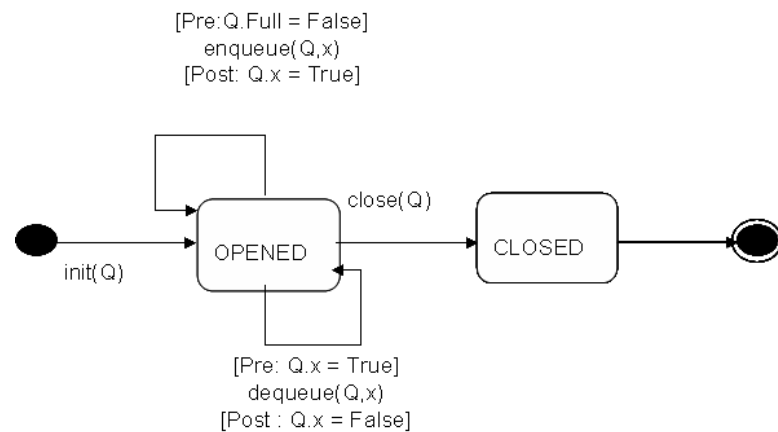 [Pre:Q.Full = False]
enqueue(Q,x)
[Post: Q.x = True]
close(Q)
OPENED
CLOSED
init(Q)
[Pre: Q.x = True]
dequeue(Q,x)
[Post : Q.x = False]